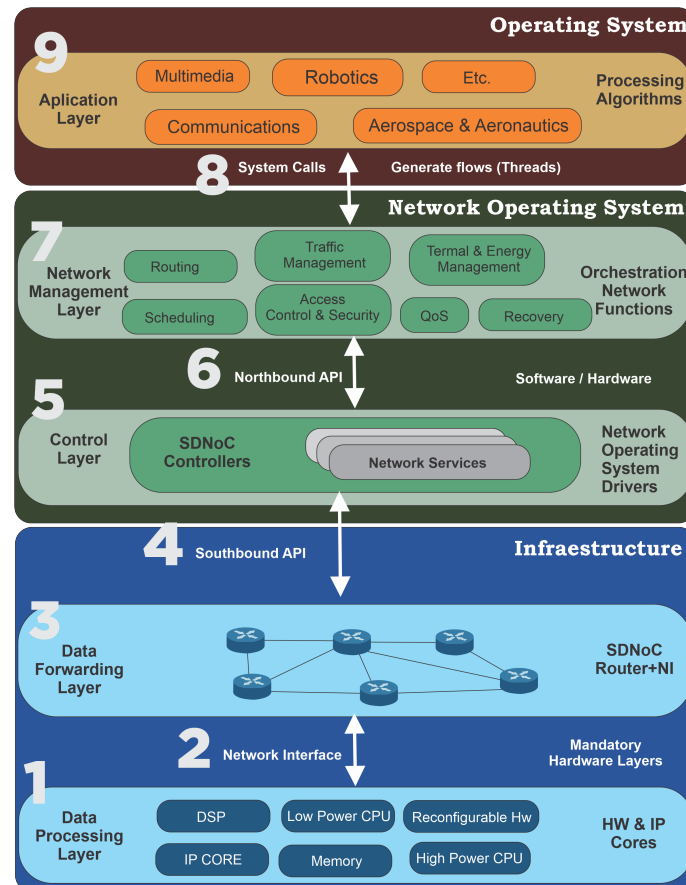 Operating System
9
Multimedia
Robotics
Etc.
Aplication
Layer
Processing
Algorithms
Communications
Aerospace & Aeronautics
8
System Calls
Generate flows (Threads)
Network Operating System
7
Routing
Traffic
Management
Termal & Energy
Management
Network
Management
Layer
Orchestration
Network
Functions
Scheduling
Access
Control & Security
QoS
Recovery
6
Northbound API
Software / Hardware
5
Control
Layer
SDNoC
Controllers
Network Services
Network
Operating
System
Drivers
4
Southbound API
Infraestructure
3
Data
Forwarding
Layer
SDNoC
Router+NI
2
Network Interface
Mandatory
Hardware Layers
1
Data
Processing
Layer
DSP
Low Power CPU
Reconfigurable Hw
IP CORE
Memory
High Power CPU
HW & IP
Cores